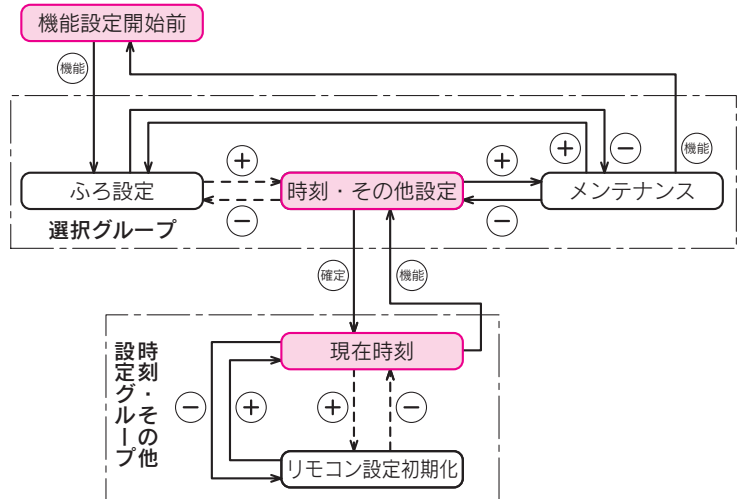 機能設定開始前
機能
ふろ設定
+
−
時刻・その他設定
+
−
+
−
機能
メンテナンス
選択グループ
確定
機能
時刻・その他
設定グループ
現在時刻
−
+
+
−
リモコン設定初期化